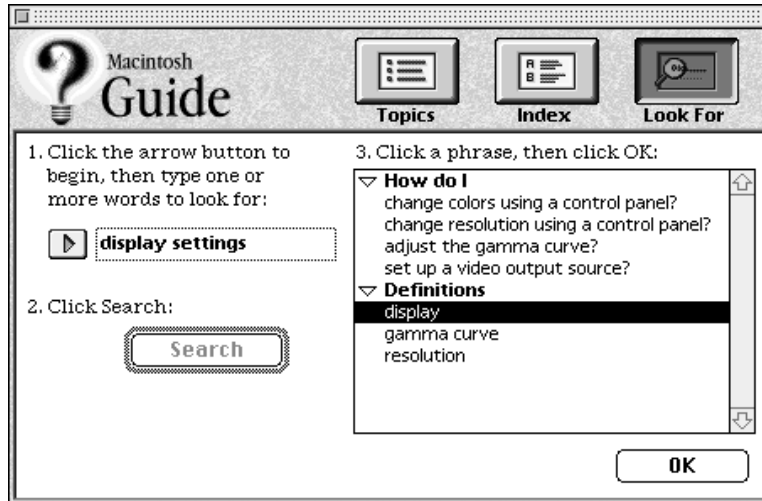 Macintosh
Guide
Topics
Index
Look For
1. Click the arrow button to
begin, then type one or
more words to look for:
display settings
2. Click Search:
Search
3. Click a phrase, then click OK:
How do I
change colors using a control panel?
change resolution using a control panel?
adjust the gamma curve?
set up a video output source?
Definitions
display
gamma curve
resolution
OK